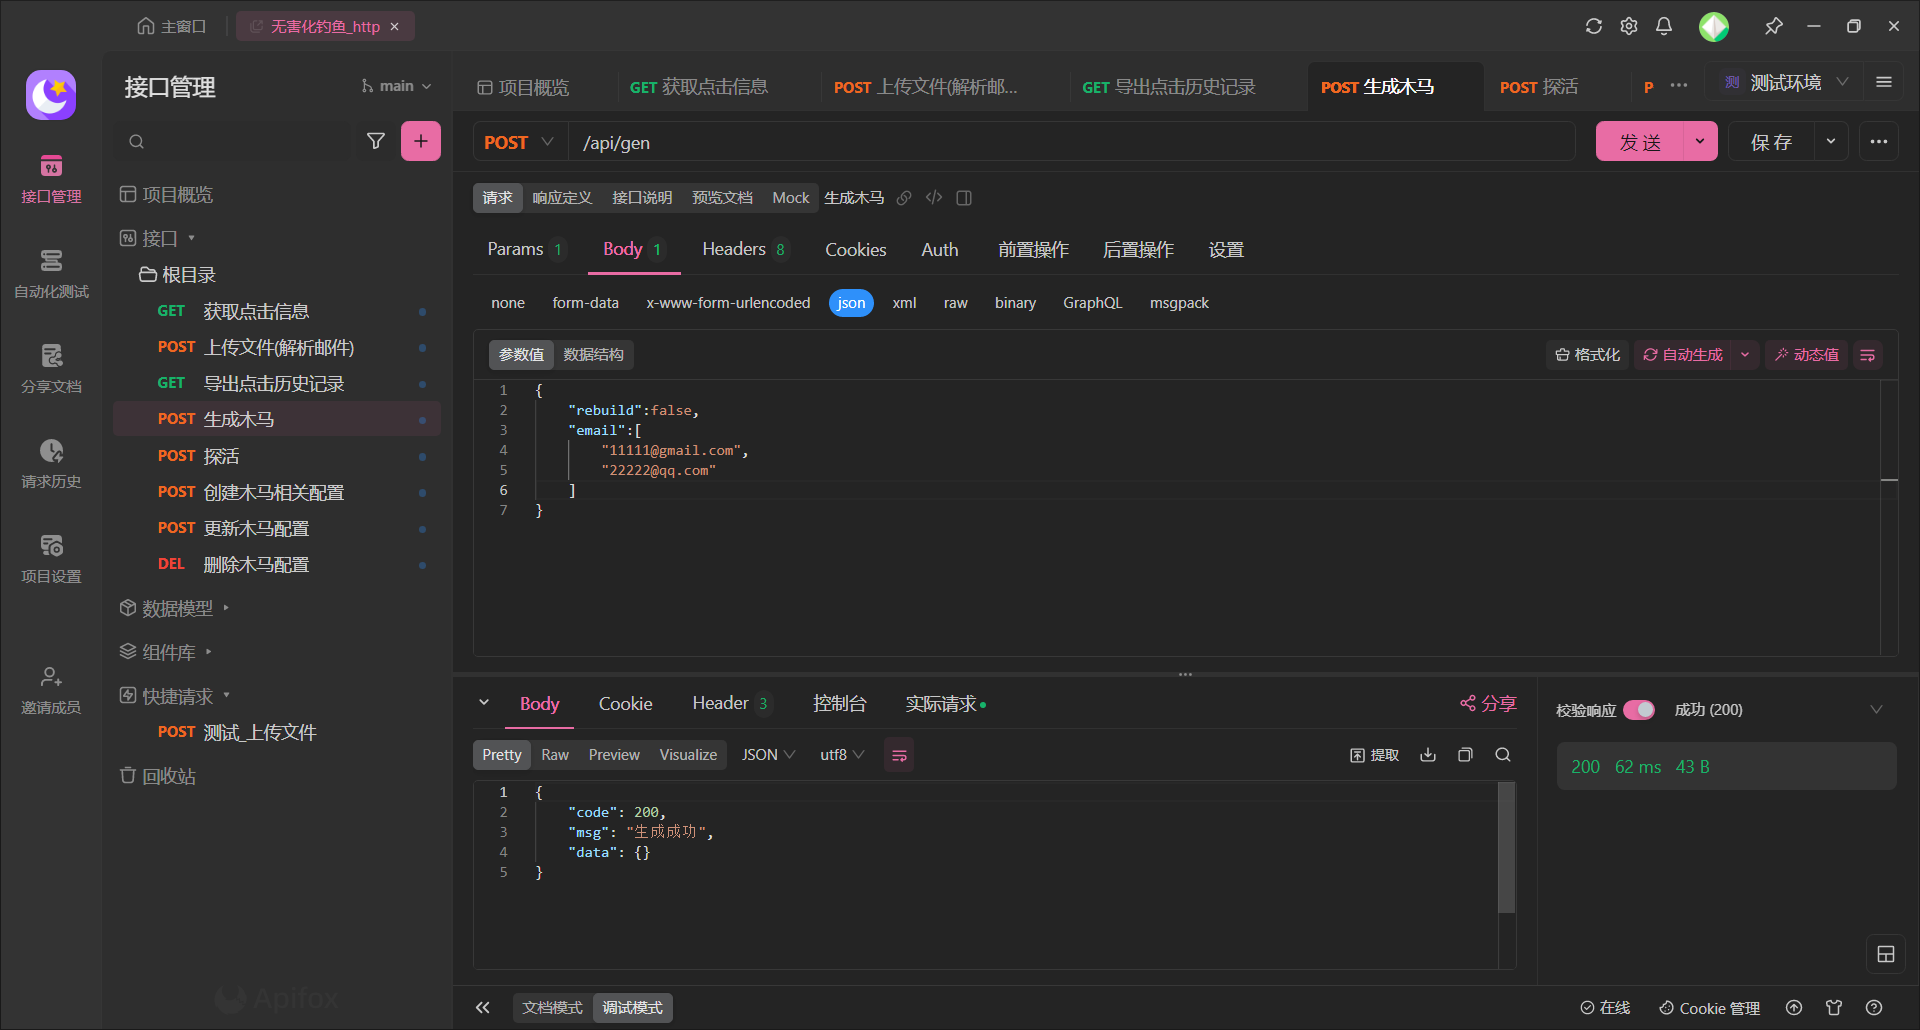 主窗口
无害化钓鱼_http
接口管理
main
项目概览
GET 获取点击信息
POST 上传文件(解析邮...
GET 导出点击历史记录
POST 生成木马
POST 探活
P
测 测试环境
POST
/api/gen
发 送
保 存
接口管理
自动化测试
分享文档
请求历史
项目设置
邀请成员
项目概览
接口
根目录
GET 获取点击信息
POST 上传文件(解析邮件)
GET 导出点击历史记录
POST 生成木马
POST 探活
POST 创建木马相关配置
POST 更新木马配置
DEL 删除木马配置
数据模型
组件库
快捷请求
POST 测试_上传文件
回收站
Apifox
请求 响应定义 接口说明 预览文档 Mock 生成木马
Params 1 Body 1 Headers 8 Cookies Auth 前置操作 后置操作 设置
none form-data x-www-form-urlencoded json xml raw binary GraphQL msgpack
参数值 数据结构
格式化 自动生成 动态值
1 {
2 "rebuild":false,
3 "email":[
4 "11111@gmail.com",
5 "22222@qq.com"
6 ]
7 }
Body Cookie Header 3 控制台 实际请求
分享
校验响应 成功 (200)
Pretty Raw Preview Visualize JSON utf8
提取
200 62 ms 43 B
1 {
2 "code": 200,
3 "msg": "生成成功",
4 "data": {}
5 }
文档模式 调试模式
在线 Cookie 管理